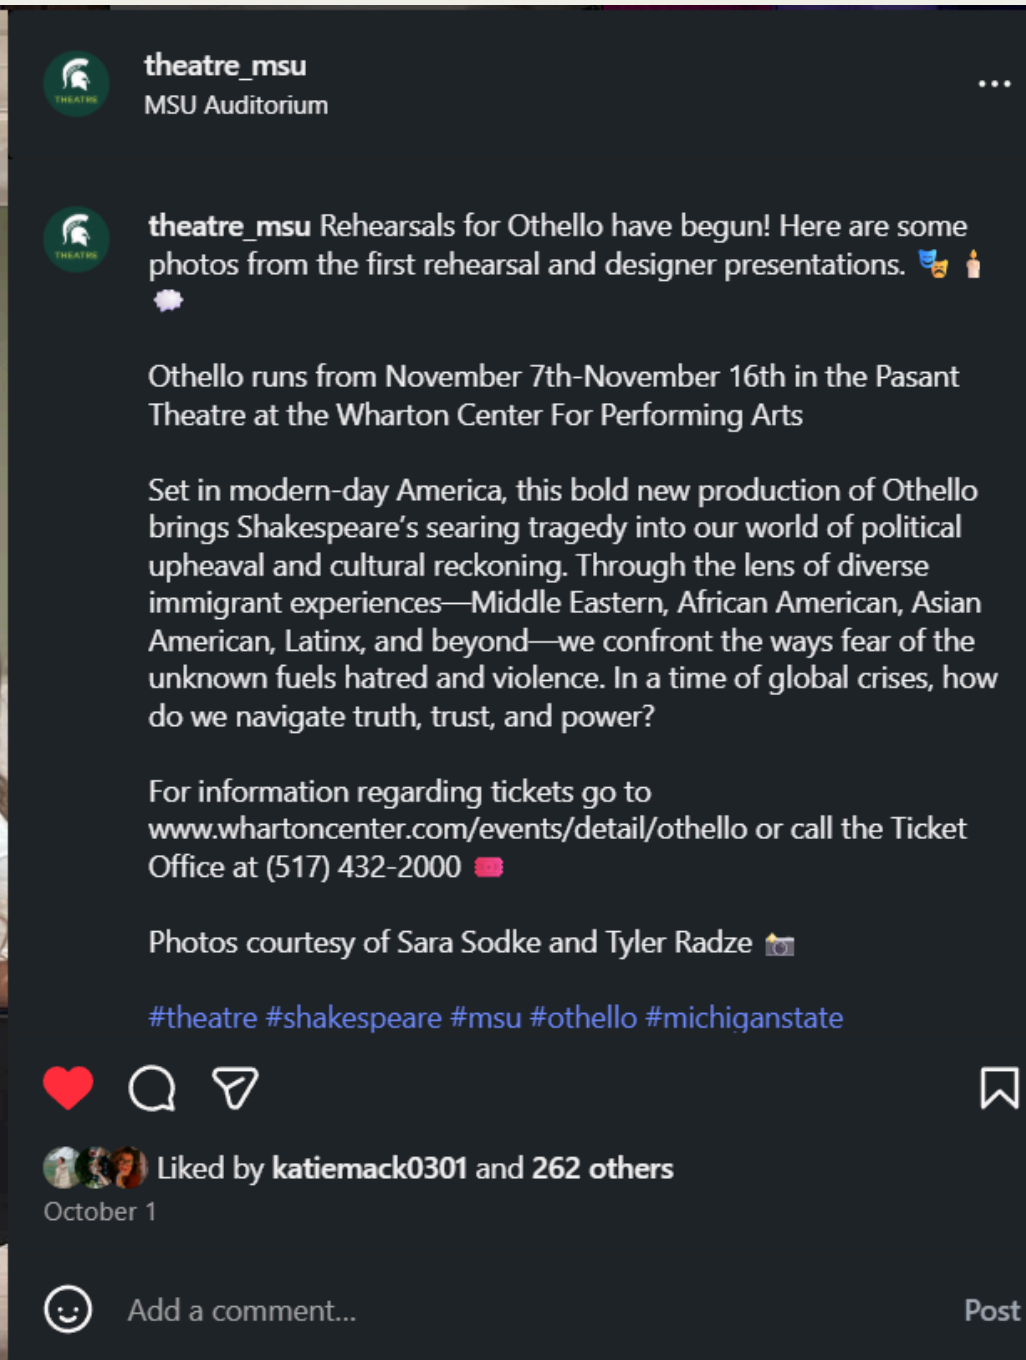 theatre_msu
MSU Auditorium
THEATRE
theatre_msu Rehearsals for Othello have begun! Here are some
photos from the first rehearsal and designer presentations. 🎭 🕯️
💭
THEATRE
Othello runs from November 7th-November 16th in the Pasant
Theatre at the Wharton Center For Performing Arts
Set in modern-day America, this bold new production of Othello
brings Shakespeare’s searing tragedy into our world of political
upheaval and cultural reckoning. Through the lens of diverse
immigrant experiences—Middle Eastern, African American, Asian
American, Latinx, and beyond—we confront the ways fear of the
unknown fuels hatred and violence. In a time of global crises, how
do we navigate truth, trust, and power?
For information regarding tickets go to
www.whartoncenter.com/events/detail/othello or call the Ticket
Office at (517) 432-2000 🎟️
Photos courtesy of Sara Sodke and Tyler Radze 📸
#theatre #shakespeare #msu #othello #michiganstate
Liked by katiemack0301 and 262 others
October 1
Add a comment...
Post